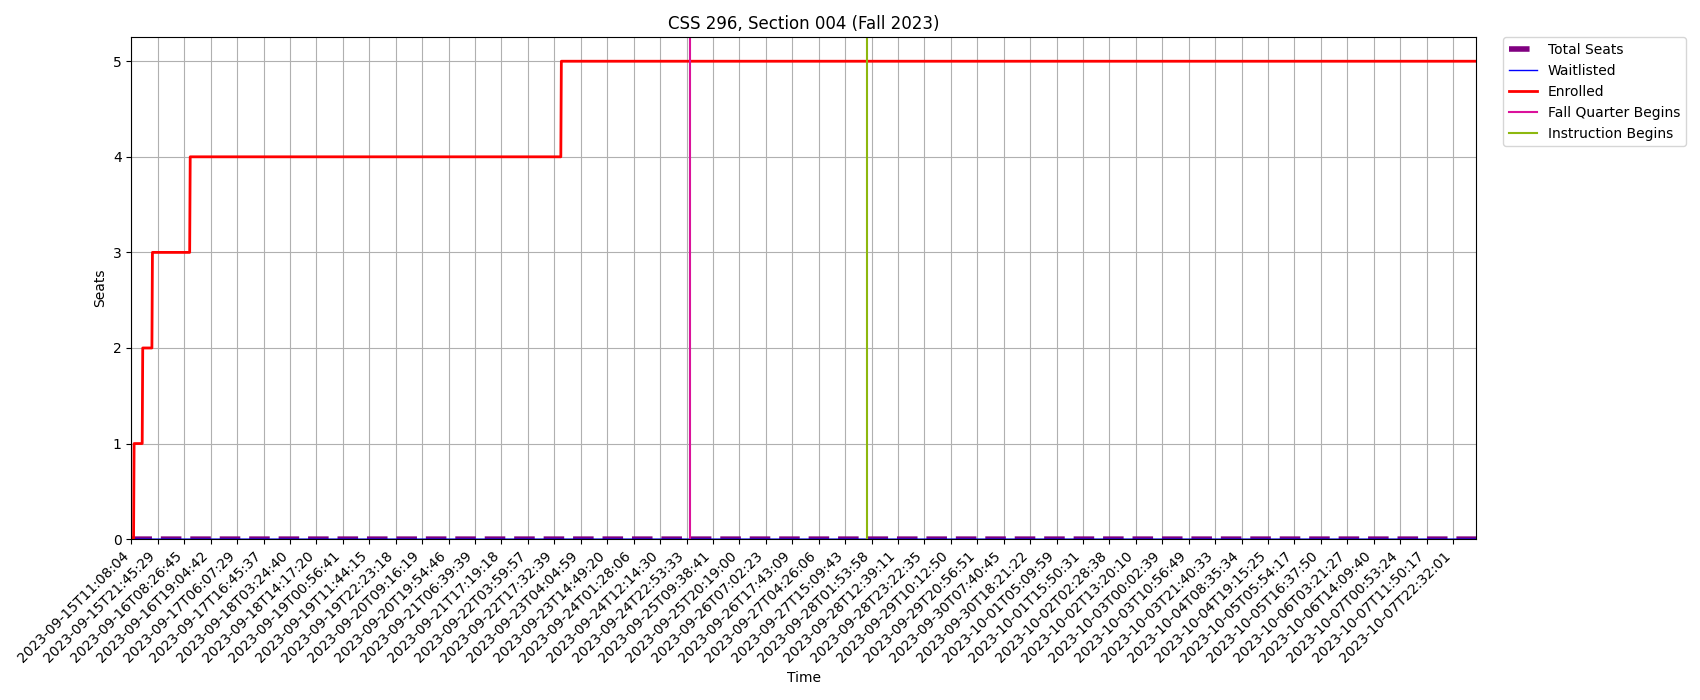 CSS 296, Section 004 (Fall 2023)
Total Seats
Waitlisted
Enrolled
Fall Quarter Begins
Instruction Begins
5
4
3
2
1
0
Seats
2023-09-15T11:08:04
2023-09-15T21:45:29
2023-09-16T08:26:45
2023-09-16T19:04:42
2023-09-17T06:07:29
2023-09-17T16:45:37
2023-09-18T03:24:40
2023-09-18T14:17:20
2023-09-19T00:56:41
2023-09-19T11:44:15
2023-09-19T22:23:18
2023-09-20T09:16:19
2023-09-20T19:54:46
2023-09-21T06:39:39
2023-09-21T17:19:18
2023-09-22T03:59:57
2023-09-22T17:32:39
2023-09-23T04:04:59
2023-09-23T14:49:20
2023-09-24T01:28:06
2023-09-24T12:14:30
2023-09-24T22:53:33
2023-09-25T09:38:41
2023-09-25T20:19:00
2023-09-26T07:02:23
2023-09-26T17:43:09
2023-09-27T04:26:06
2023-09-27T15:09:43
2023-09-28T01:53:58
2023-09-28T12:39:11
2023-09-28T23:22:35
2023-09-29T10:12:50
2023-09-29T20:56:51
2023-09-30T07:40:45
2023-09-30T18:21:22
2023-10-01T05:09:59
2023-10-01T15:50:31
2023-10-02T02:28:38
2023-10-02T13:20:10
2023-10-03T00:02:39
2023-10-03T10:56:49
2023-10-03T21:40:33
2023-10-04T08:35:34
2023-10-04T19:15:25
2023-10-05T05:54:17
2023-10-05T16:37:50
2023-10-06T03:21:27
2023-10-06T14:09:40
2023-10-07T00:53:24
2023-10-07T11:50:17
2023-10-07T22:32:01
Time